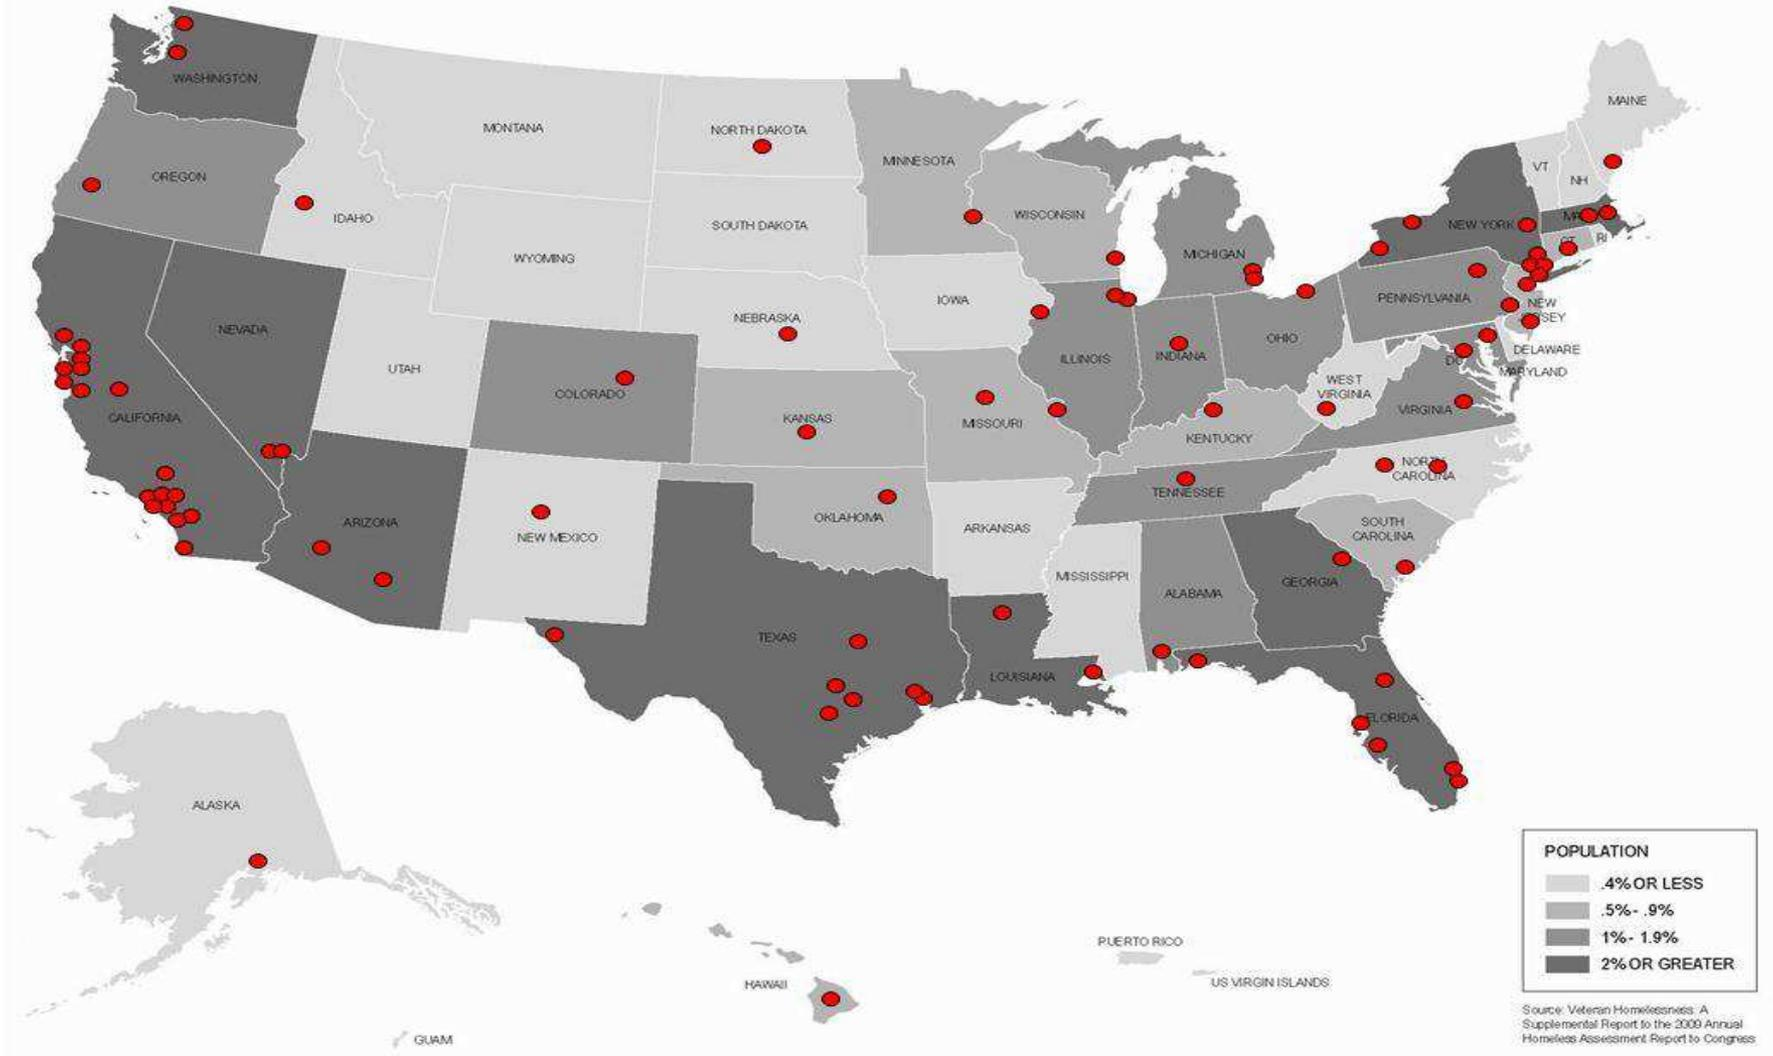 WASHINGTON
MAINE
MONTANA
NORTH DAKOTA
MINNESOTA
VT
NH
OREGON
IDAHO
SOUTH DAKOTA
WISCONSIN
MICHIGAN
NEW YORK
CT
RI
WYOMING
IOWA
PENNSYLVANIA
NEW
NEBRASKA
NEVADA
UTAH
ILLINOIS
INDIANA
OHIO
DELAWARE
MARYLAND
COLORADO
WEST
VIRGINIA
VIRGINIA
CALIFORNIA
KANSAS
MISSOURI
KENTUCKY
NORTH
CAROLINA
TENNESSEE
ARIZONA
OKLAHOMA
ARKANSAS
SOUTH
CAROLINA
NEW MEXICO
MISSISSIPPI
ALABAMA
GEORGIA
TEXAS
LOUISIANA
FLORIDA
ALASKA
POPULATION
.4% OR LESS
.5% - .9%
1% - 1.9%
2% OR GREATER
PUERTO RICO
HAWAII
US VIRGIN ISLANDS
GUAM
Source: Veteran Homelessness: A
Supplemental Report to the 2009 Annual
Homeless Assessment Report to Congress